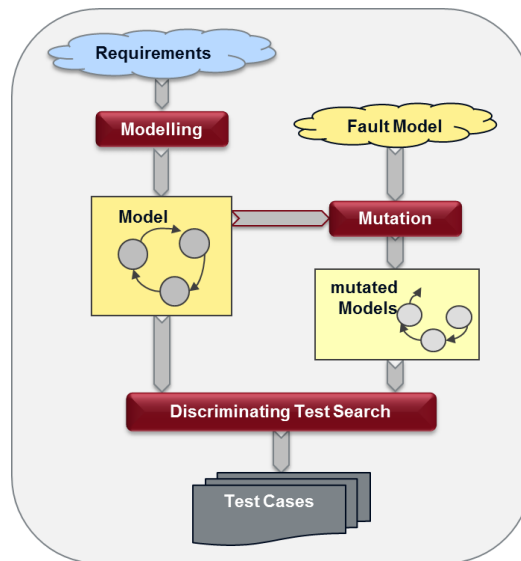 Requirements
Modelling
Fault Model
Model
Mutation
mutated
Models
Discriminating Test Search
Test Cases